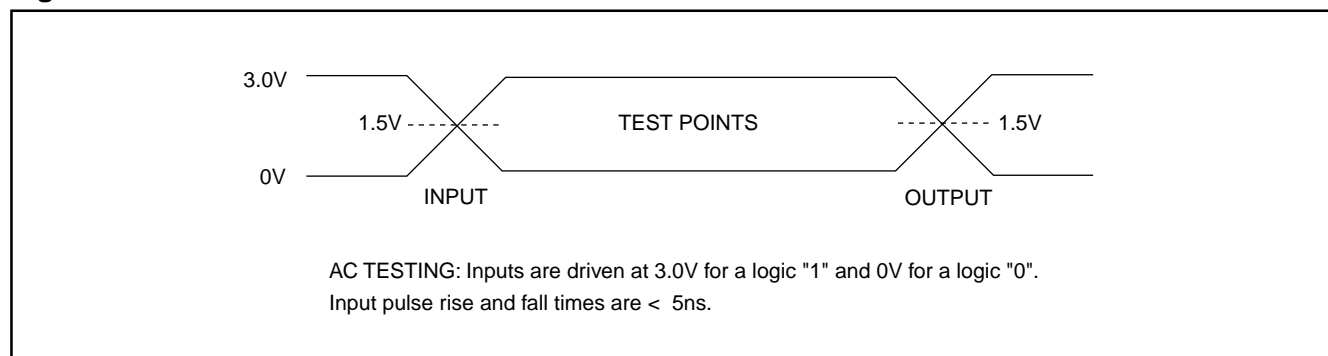 3.0V
1.5V
TEST POINTS
1.5V
0V
INPUT
OUTPUT
AC TESTING: Inputs are driven at 3.0V for a logic "1" and 0V for a logic "0".
Input pulse rise and fall times are < 5ns.